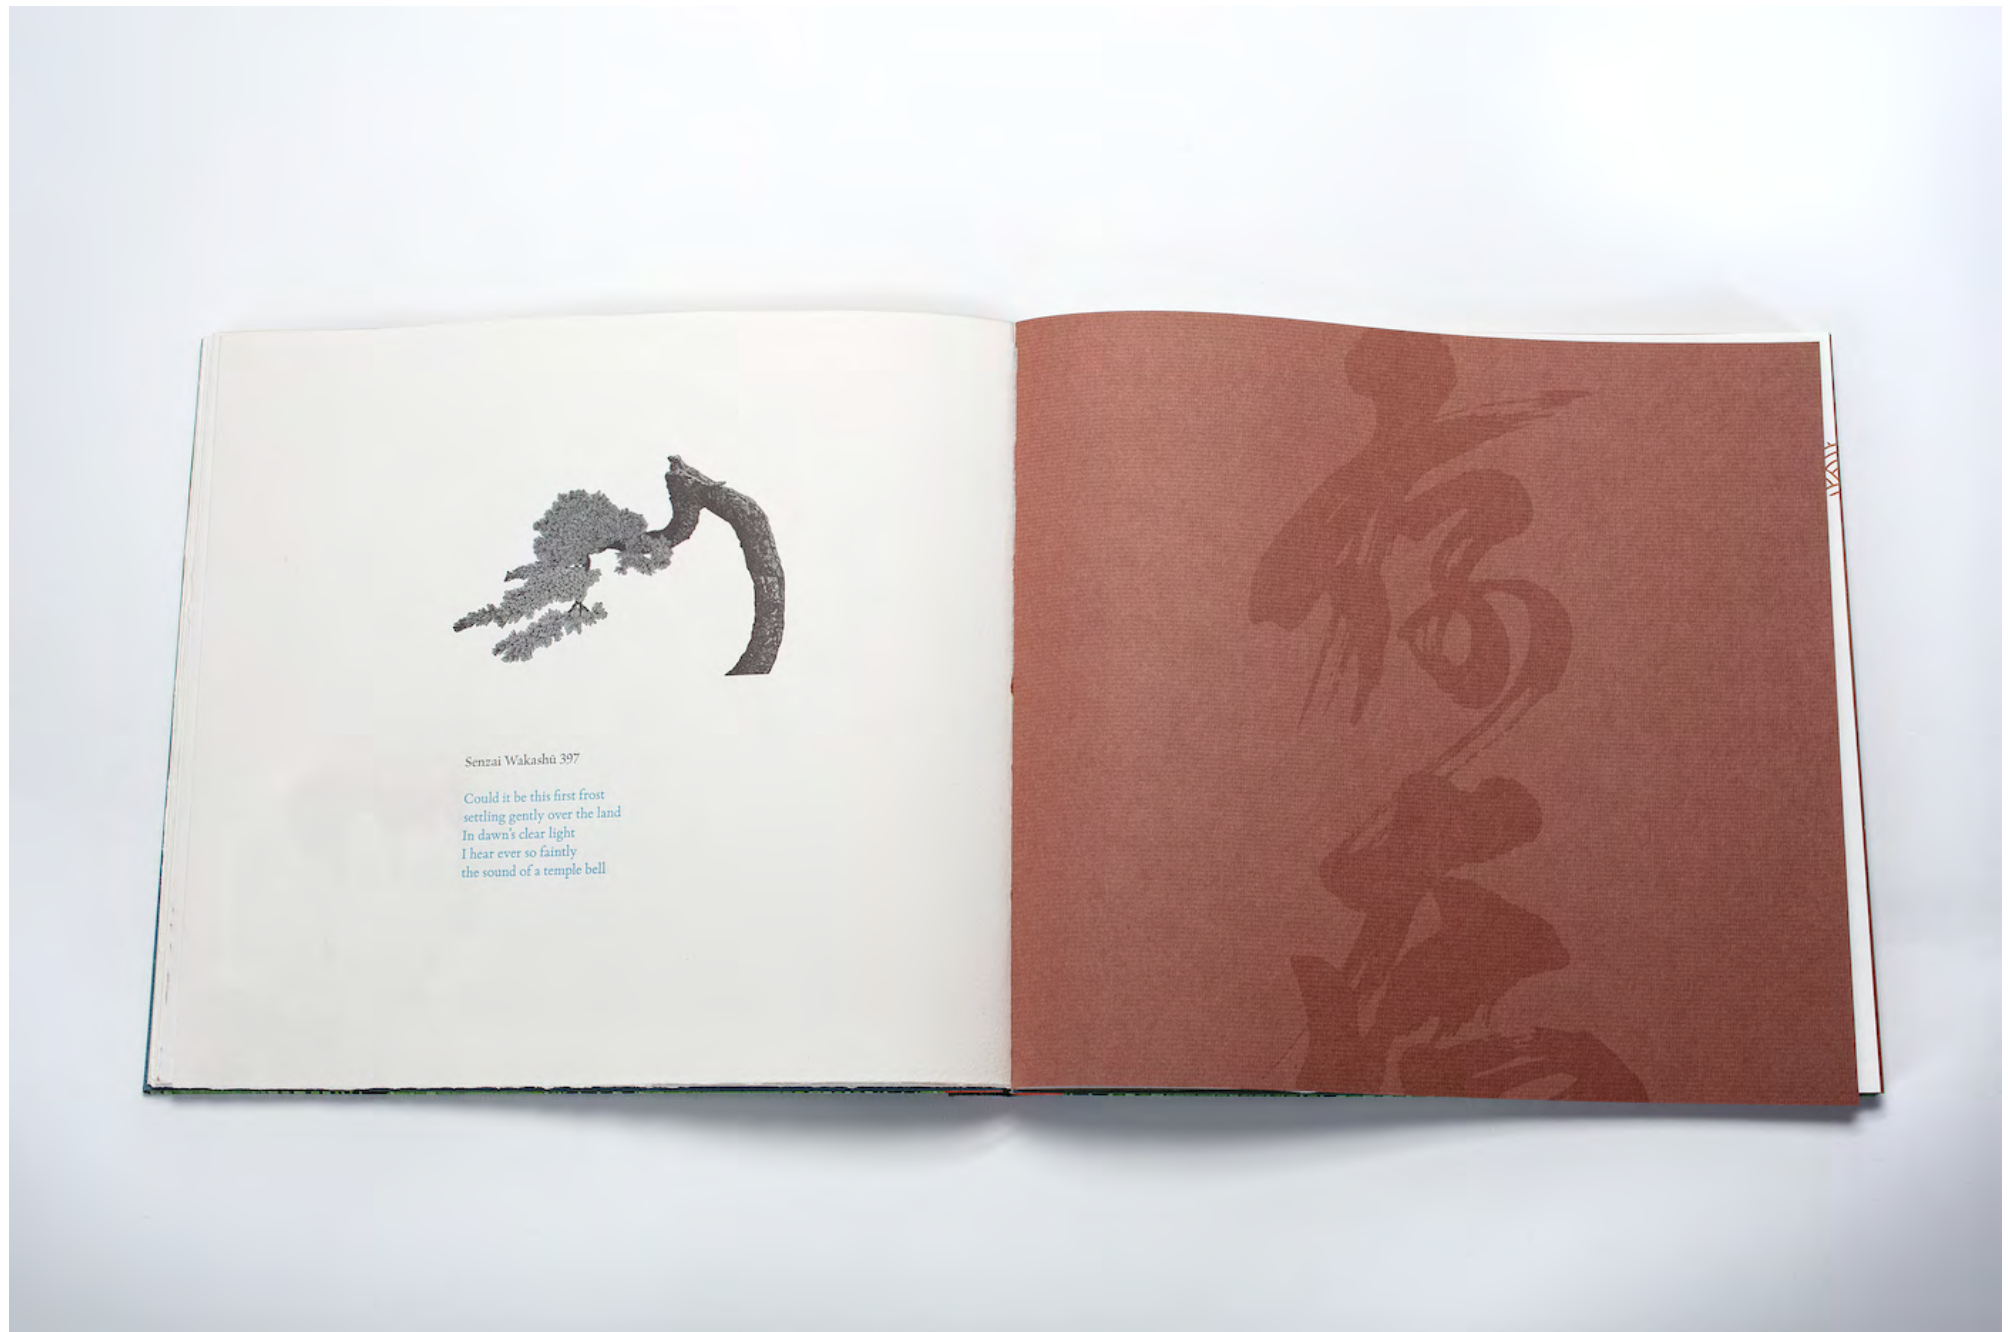 Senzai Wakashū 397
Could it be this first frost
settling gently over the land
In dawn's clear light
I hear ever so faintly
the sound of a temple bell